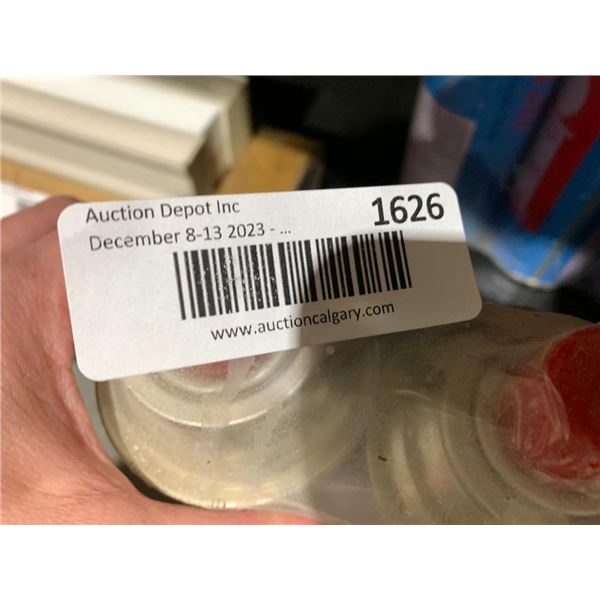 Auction Depot Inc
1626
December 8-13 2023 - ...
www.auctioncalgary.com